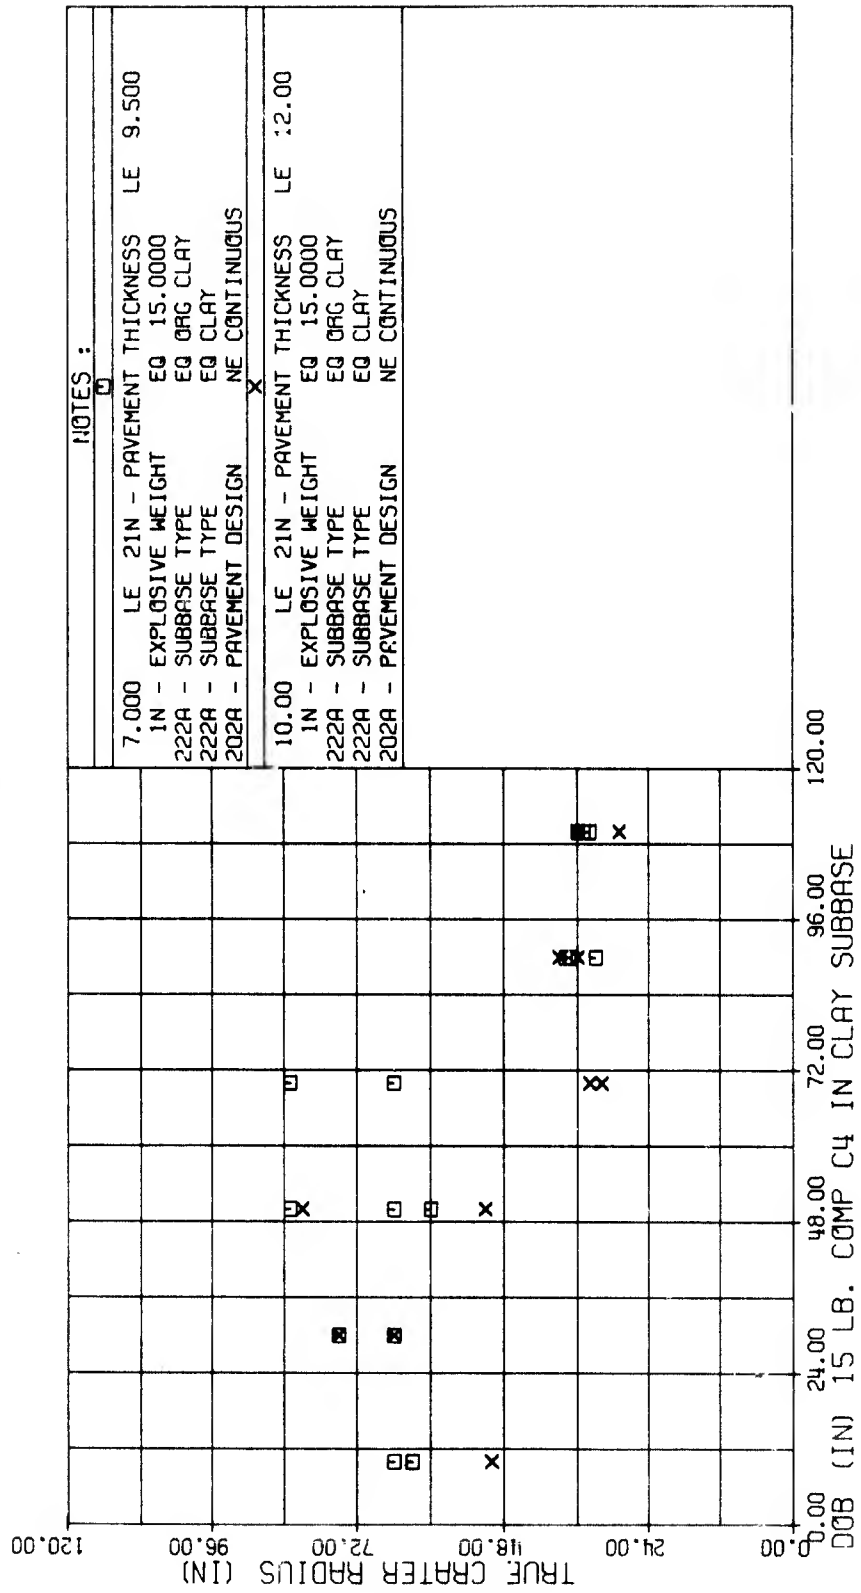 NOTES :
7.000 LE 21N - PAVEMENT THICKNESS LE 9.500
1N - EXPLOSIVE WEIGHT EQ 15.0000
222A - SUBBASE TYPE EQ ORG CLAY
222A - SUBBASE TYPE EQ CLAY
202A - PAVEMENT DESIGN NE CONTINUOUS
10.00 LE 21N - PAVEMENT THICKNESS LE 12.00
1N - EXPLOSIVE WEIGHT EQ 15.0000
222A - SUBBASE TYPE EQ ORG CLAY
222A - SUBBASE TYPE EQ CLAY
202A - PAVEMENT DESIGN NE CONTINUOUS
120.00
96.00
72.00
48.00
24.00
0.00
TRUE CRATER RADIUS (IN)
0.00 24.00 48.00 72.00 96.00 120.00
DOB (IN) 15 LB. COMP C4 IN CLAY SUBBASE